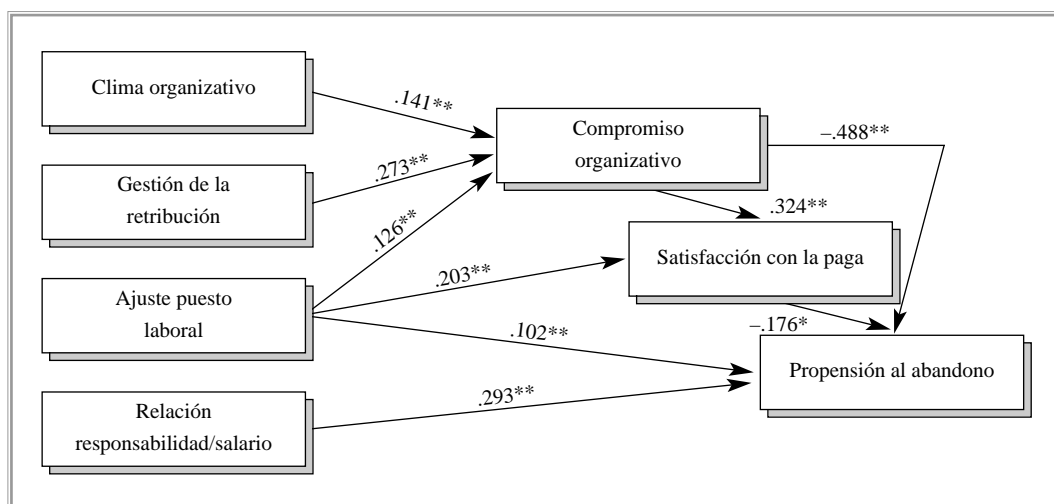 Clima organizativo
.141**
Compromiso
organizativo
–.488**
Gestión de la
retribución
.273**
.126**
.324**
Satisfacción con la paga
.203**
Ajuste puesto
laboral
–.176*
.102**
Propensión al abandono
.293**
Relación
responsabilidad/salario